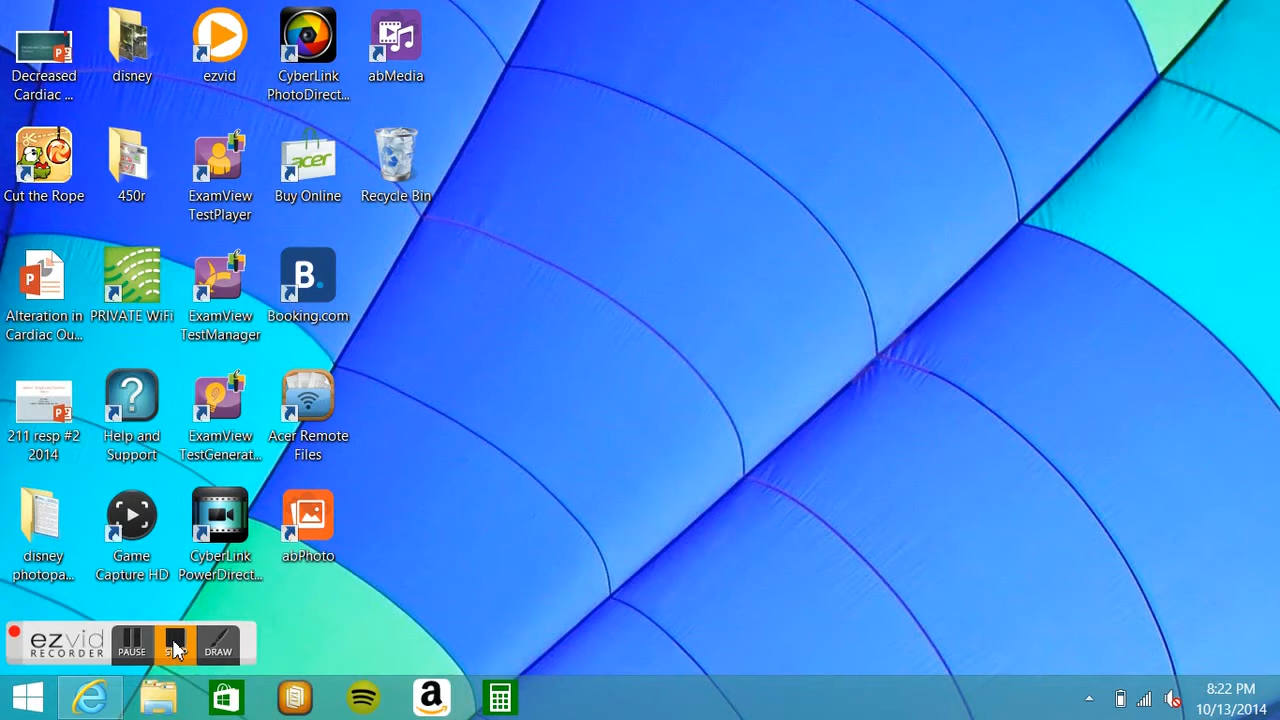 Decreased
Cardiac ...
disney
ezvid
CyberLink
PhotoDirect...
abMedia
Cut the Rope
450r
ExamView
TestPlayer
acer
Buy Online
Recycle Bin
Alteration in
Cardiac Ou...
PRIVATE WiFi
ExamView
TestManager
B.
Booking.com
211 resp #2
2014
Help and
Support
ExamView
TestGenerat...
Acer Remote
Files
disney
photopa...
Game
Capture HD
CyberLink
PowerDirect...
abPhoto
ezvid
RECORDER
PAUSE
DRAW
8:22 PM
10/13/2014